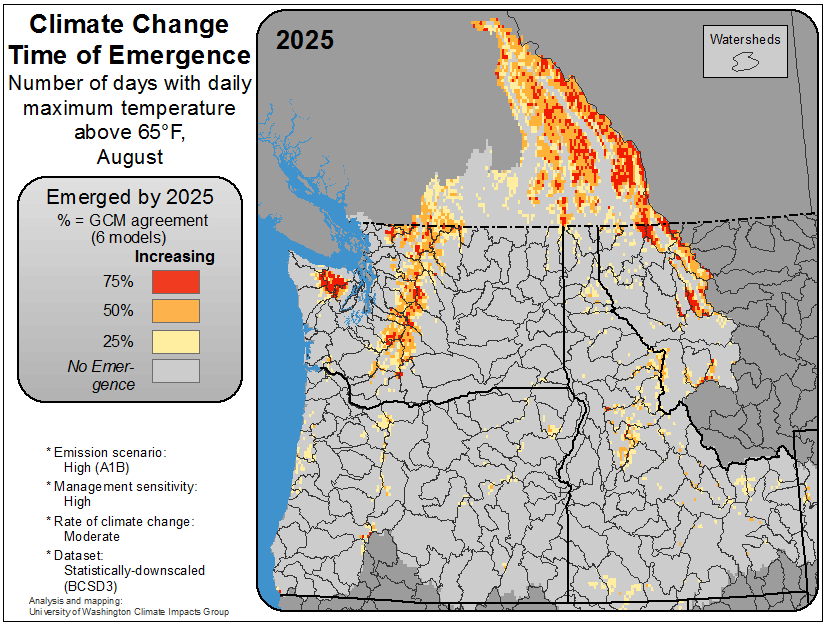 Climate Change
Time of Emergence
Number of days with daily
maximum temperature
above 65°F,
August
Emerged by 2025
% = GCM agreement
(6 models)
Increasing
75%
50%
25%
No Emer-
gence
* Emission scenario:
High (A1B)
* Management sensitivity:
High
* Rate of climate change:
Moderate
* Dataset:
Statistically-downscaled
(BCSD3)
Analysis and mapping:
University of Washington Climate Impacts Group
2025
Watersheds